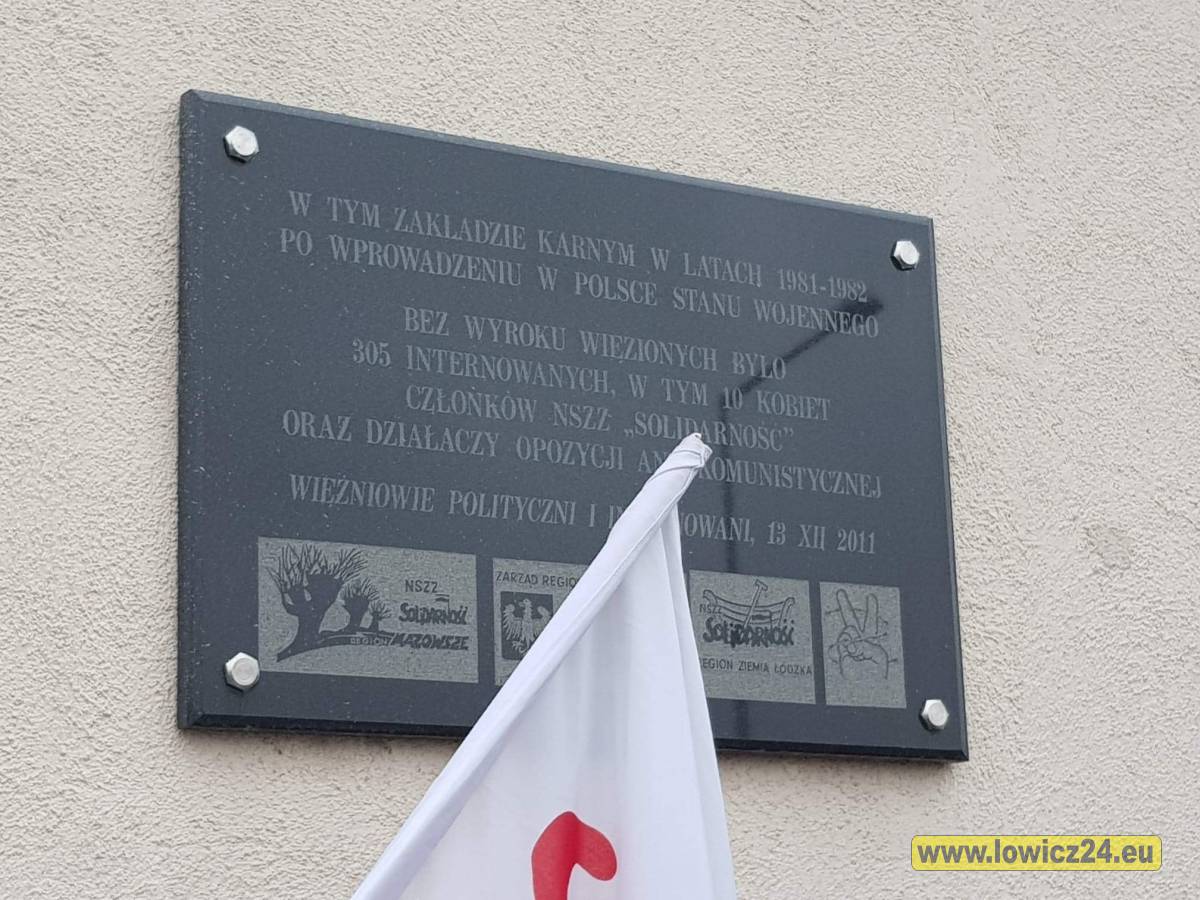 W TYM ZAKŁADZIE KARNYM W LATACH 1981-1982
PO WPROWADZENIU W POLSCE STANU WOJENNEGO
BEZ WYROKU WIĘZIONYCH BYŁO
305 INTERNOWANYCH, W TYM 10 KOBIET
CZŁONKÓW NSZZ „SOLIDARNOŚĆ”
ORAZ DZIAŁACZY OPOZYCJI KOMUNISTYCZNEJ
WIĘŹNIOWIE POLITYCZNI I 13 XII 2011
NSZZ
SOLIDARNOŚĆ
REGION MAZOWSZE
ZARZĄD
NSZZ
SOLIDARNOŚĆ
REGION ZIEMIA ŁÓDZKA
www.lowicz24.eu